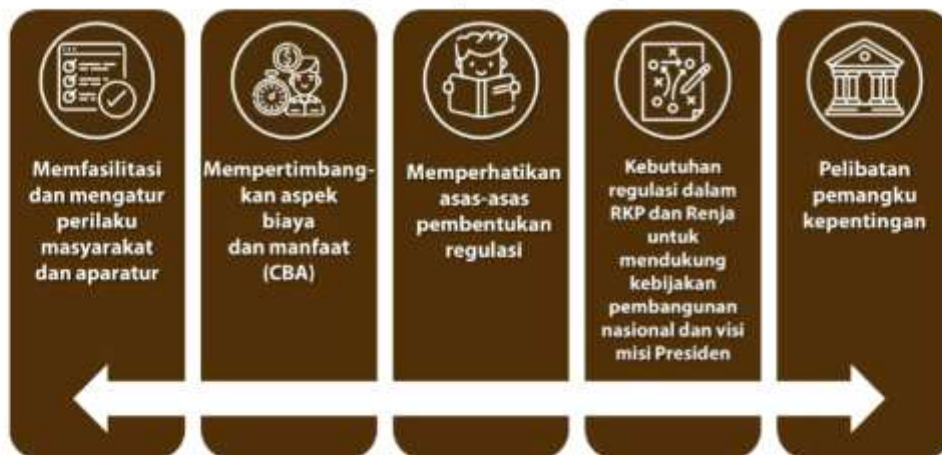 Memfasilitasi
dan mengatur
perilaku
masyarakat
dan aparatur
Mempertimbang-
kan aspek
biaya
dan manfaat
(CBA)
Memperhatikan
asas-asas
pembentukan
regulasi
Kebutuhan
regulasi dalam
RKP dan Renja
untuk
mendukung
kebijakan
pembangunan
nasional dan visi
misi Presiden
Pelibatan
pemangku
kepentingan